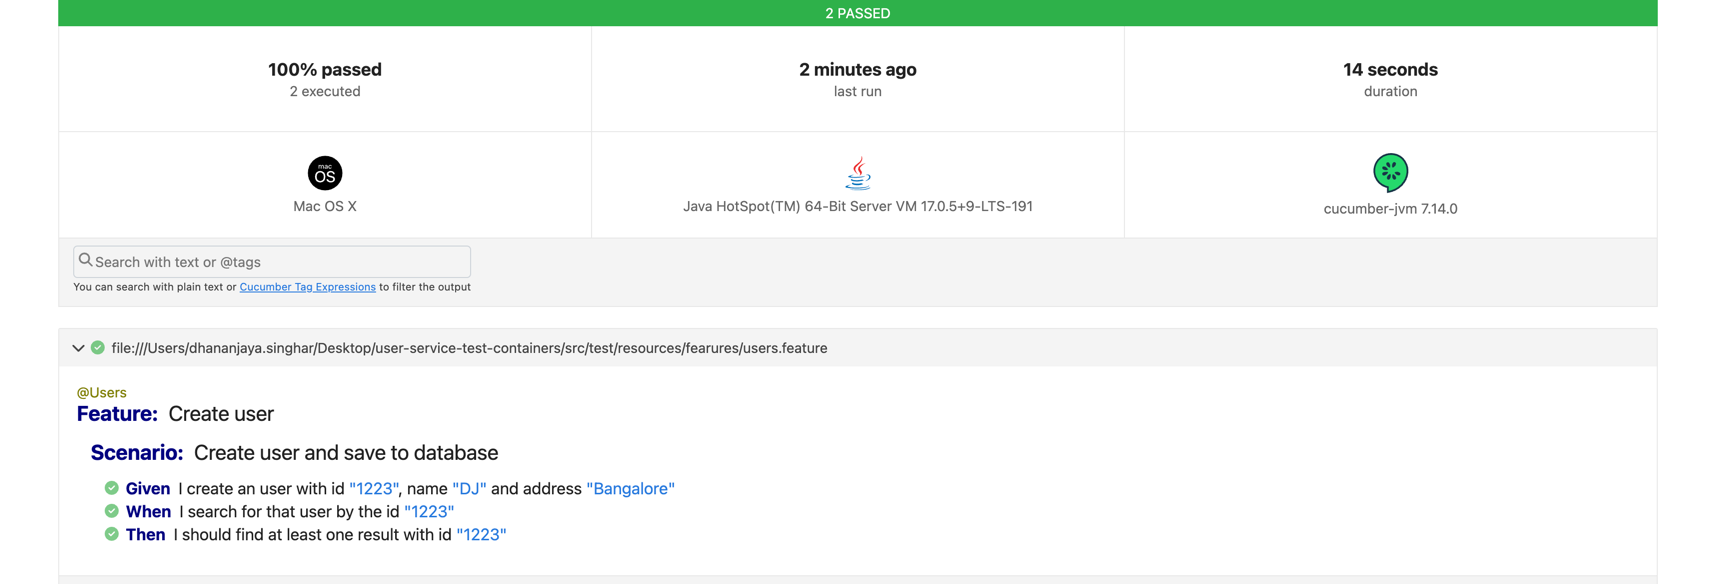 2 PASSED
100% passed
2 executed
2 minutes ago
last run
14 seconds
duration
mac
OS
Mac OS X
Java HotSpot(TM) 64-Bit Server VM 17.0.5+9-LTS-191
cucumber-jvm 7.14.0
Search with text or @tags
You can search with plain text or Cucumber Tag Expressions to filter the output
file:///Users/dhananjaya.singhar/Desktop/user-service-test-containers/src/test/resources/fearures/users.feature
@Users
Feature: Create user
Scenario: Create user and save to database
Given I create an user with id "1223", name "DJ" and address "Bangalore"
When I search for that user by the id "1223"
Then I should find at least one result with id "1223"